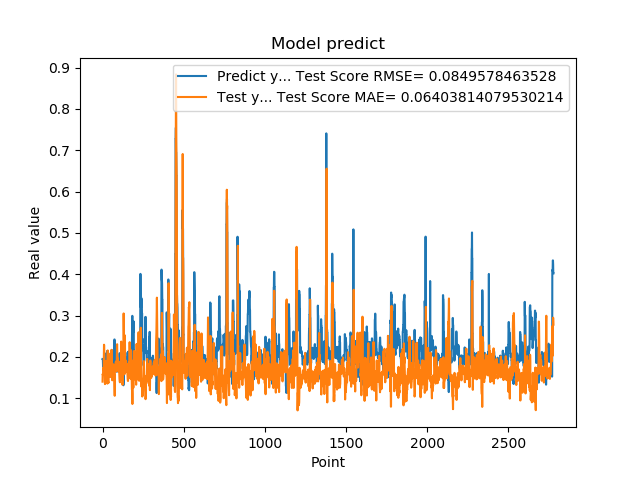 Model predict
Predict y... Test Score RMSE= 0.0849578463528
Test y... Test Score MAE= 0.06403814079530214
Real value
0.9
0.8
0.7
0.6
0.5
0.4
0.3
0.2
0.1
0 500 1000 1500 2000 2500
Point